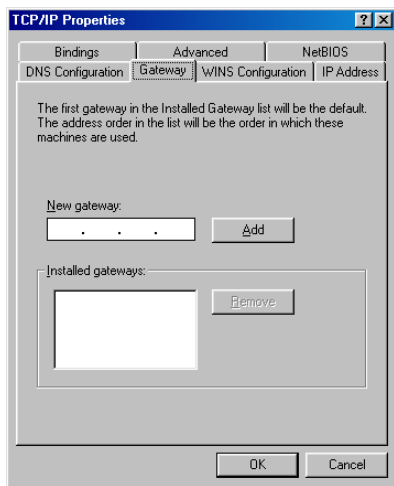 TCP/IP Properties
Bindings Advanced NetBIOS
DNS Configuration Gateway WINS Configuration IP Address
The first gateway in the Installed Gateway list will be the default.
The address order in the list will be the order in which these
machines are used.
New gateway:
. . .
Add
Installed gateways:
Remove
OK Cancel